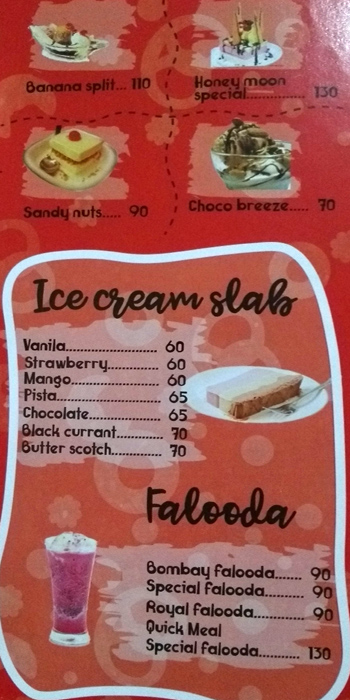 Banana split... 110
Honey moon
special............... 130
Sandy nuts..... 90
Choco breeze..... 70
Ice cream slab
Vanila........................ 60
Strawberry............... 60
Mango....................... 60
Pista.......................... 65
Chocolate.................. 65
Black currant............ 70
Butter scotch............. 70
Falooda
Bombay falooda....... 90
Special falooda......... 90
Royal falooda........... 90
Quick Meal
Special falooda.......... 130